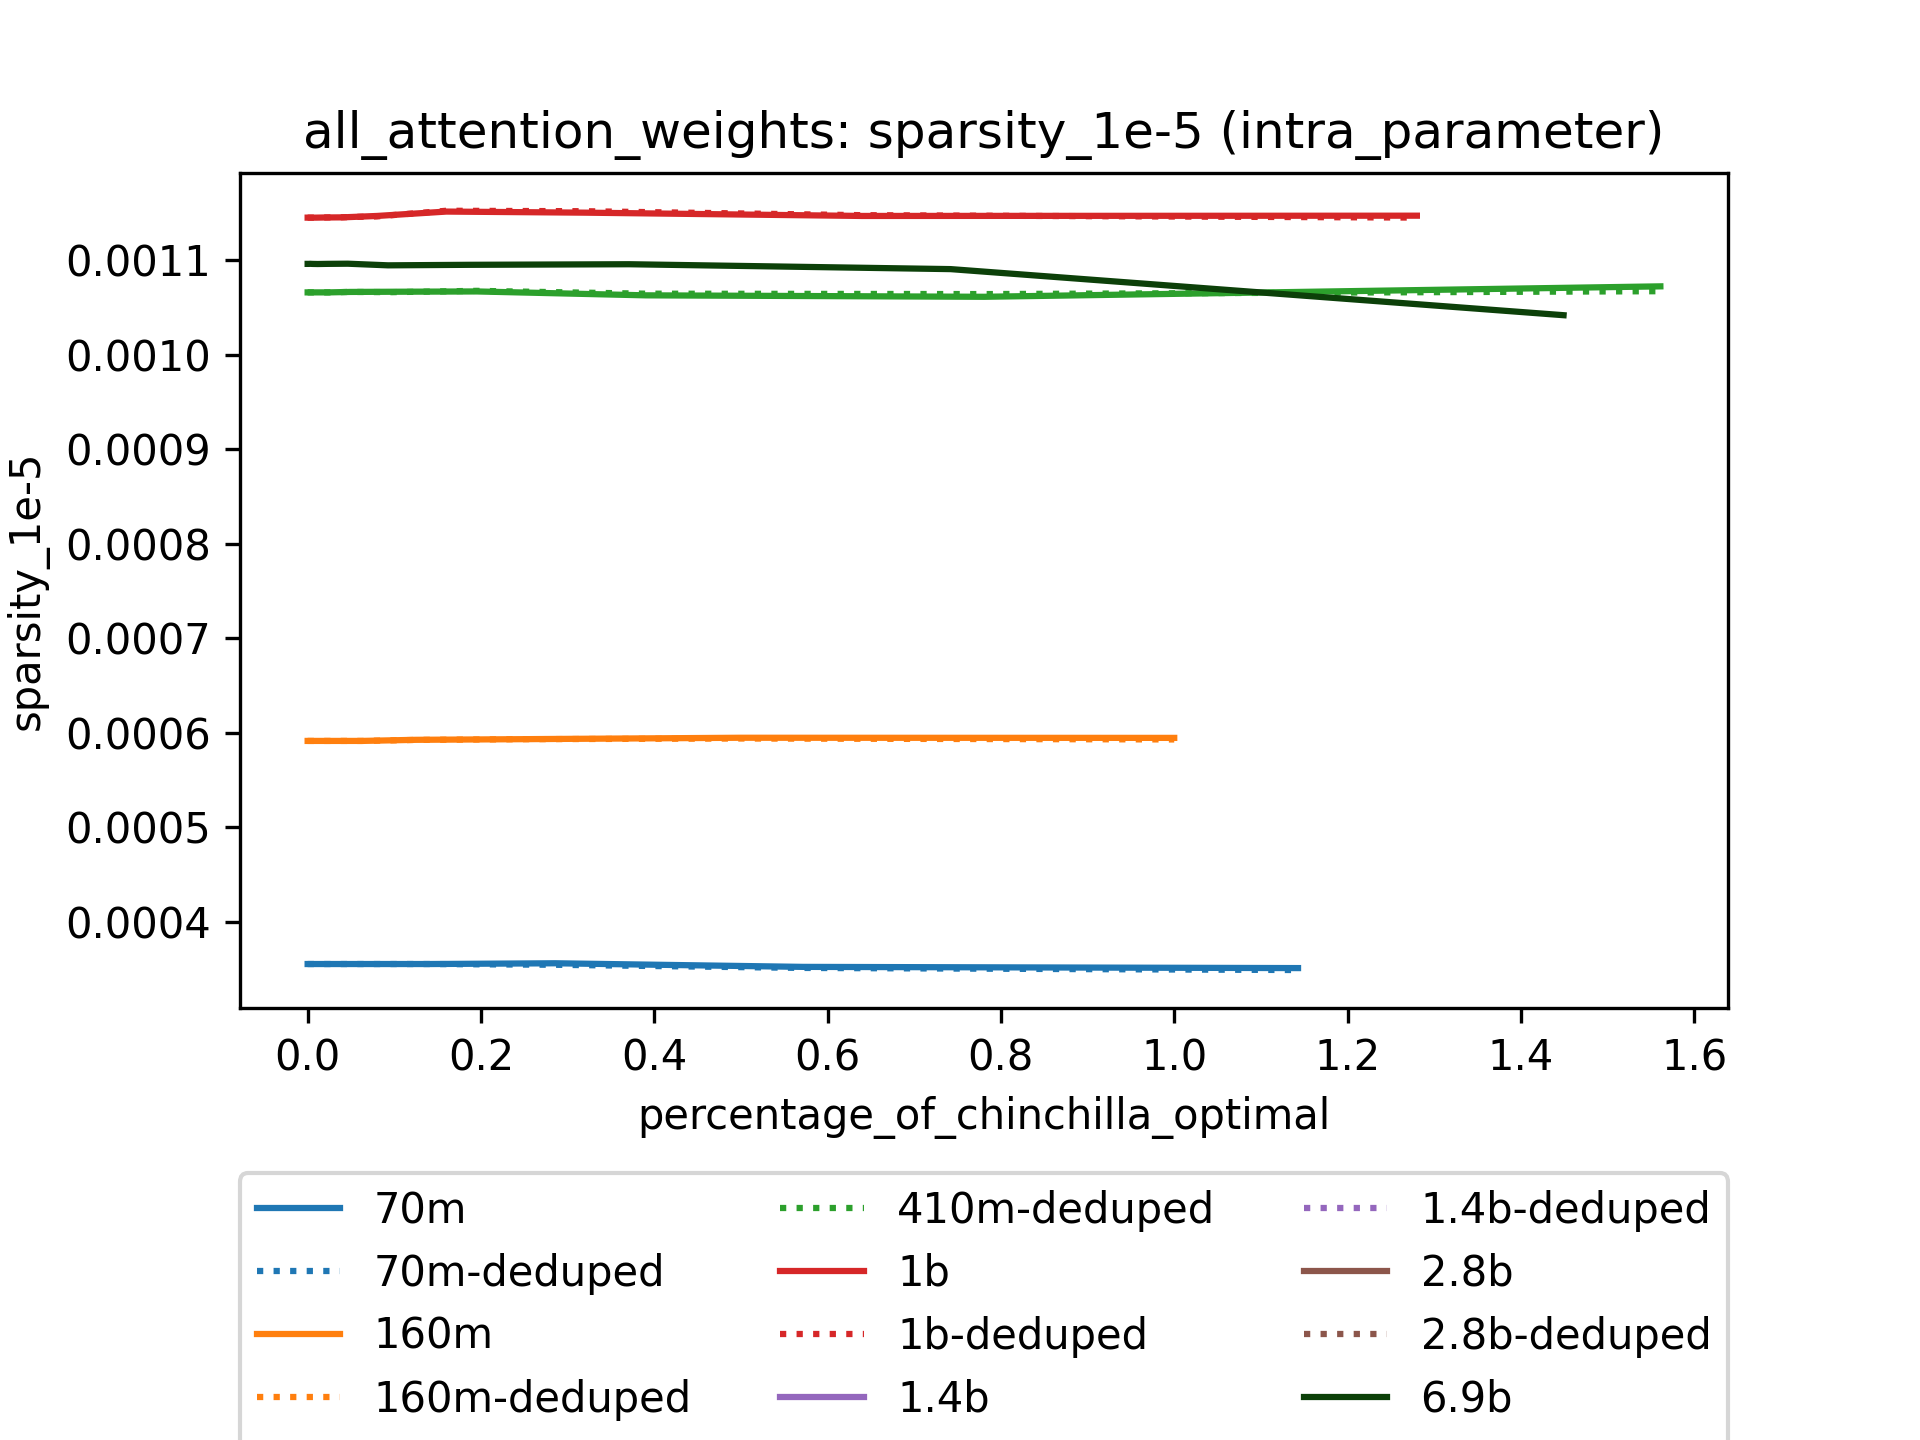 all_attention_weights: sparsity_1e-5 (intra_parameter)
sparsity_1e-5
0.0011
0.0010
0.0009
0.0008
0.0007
0.0006
0.0005
0.0004
0.0 0.2 0.4 0.6 0.8 1.0 1.2 1.4 1.6
percentage_of_chinchilla_optimal
70m
70m-deduped
160m
160m-deduped
410m-deduped
1b
1b-deduped
1.4b
1.4b-deduped
2.8b
2.8b-deduped
6.9b